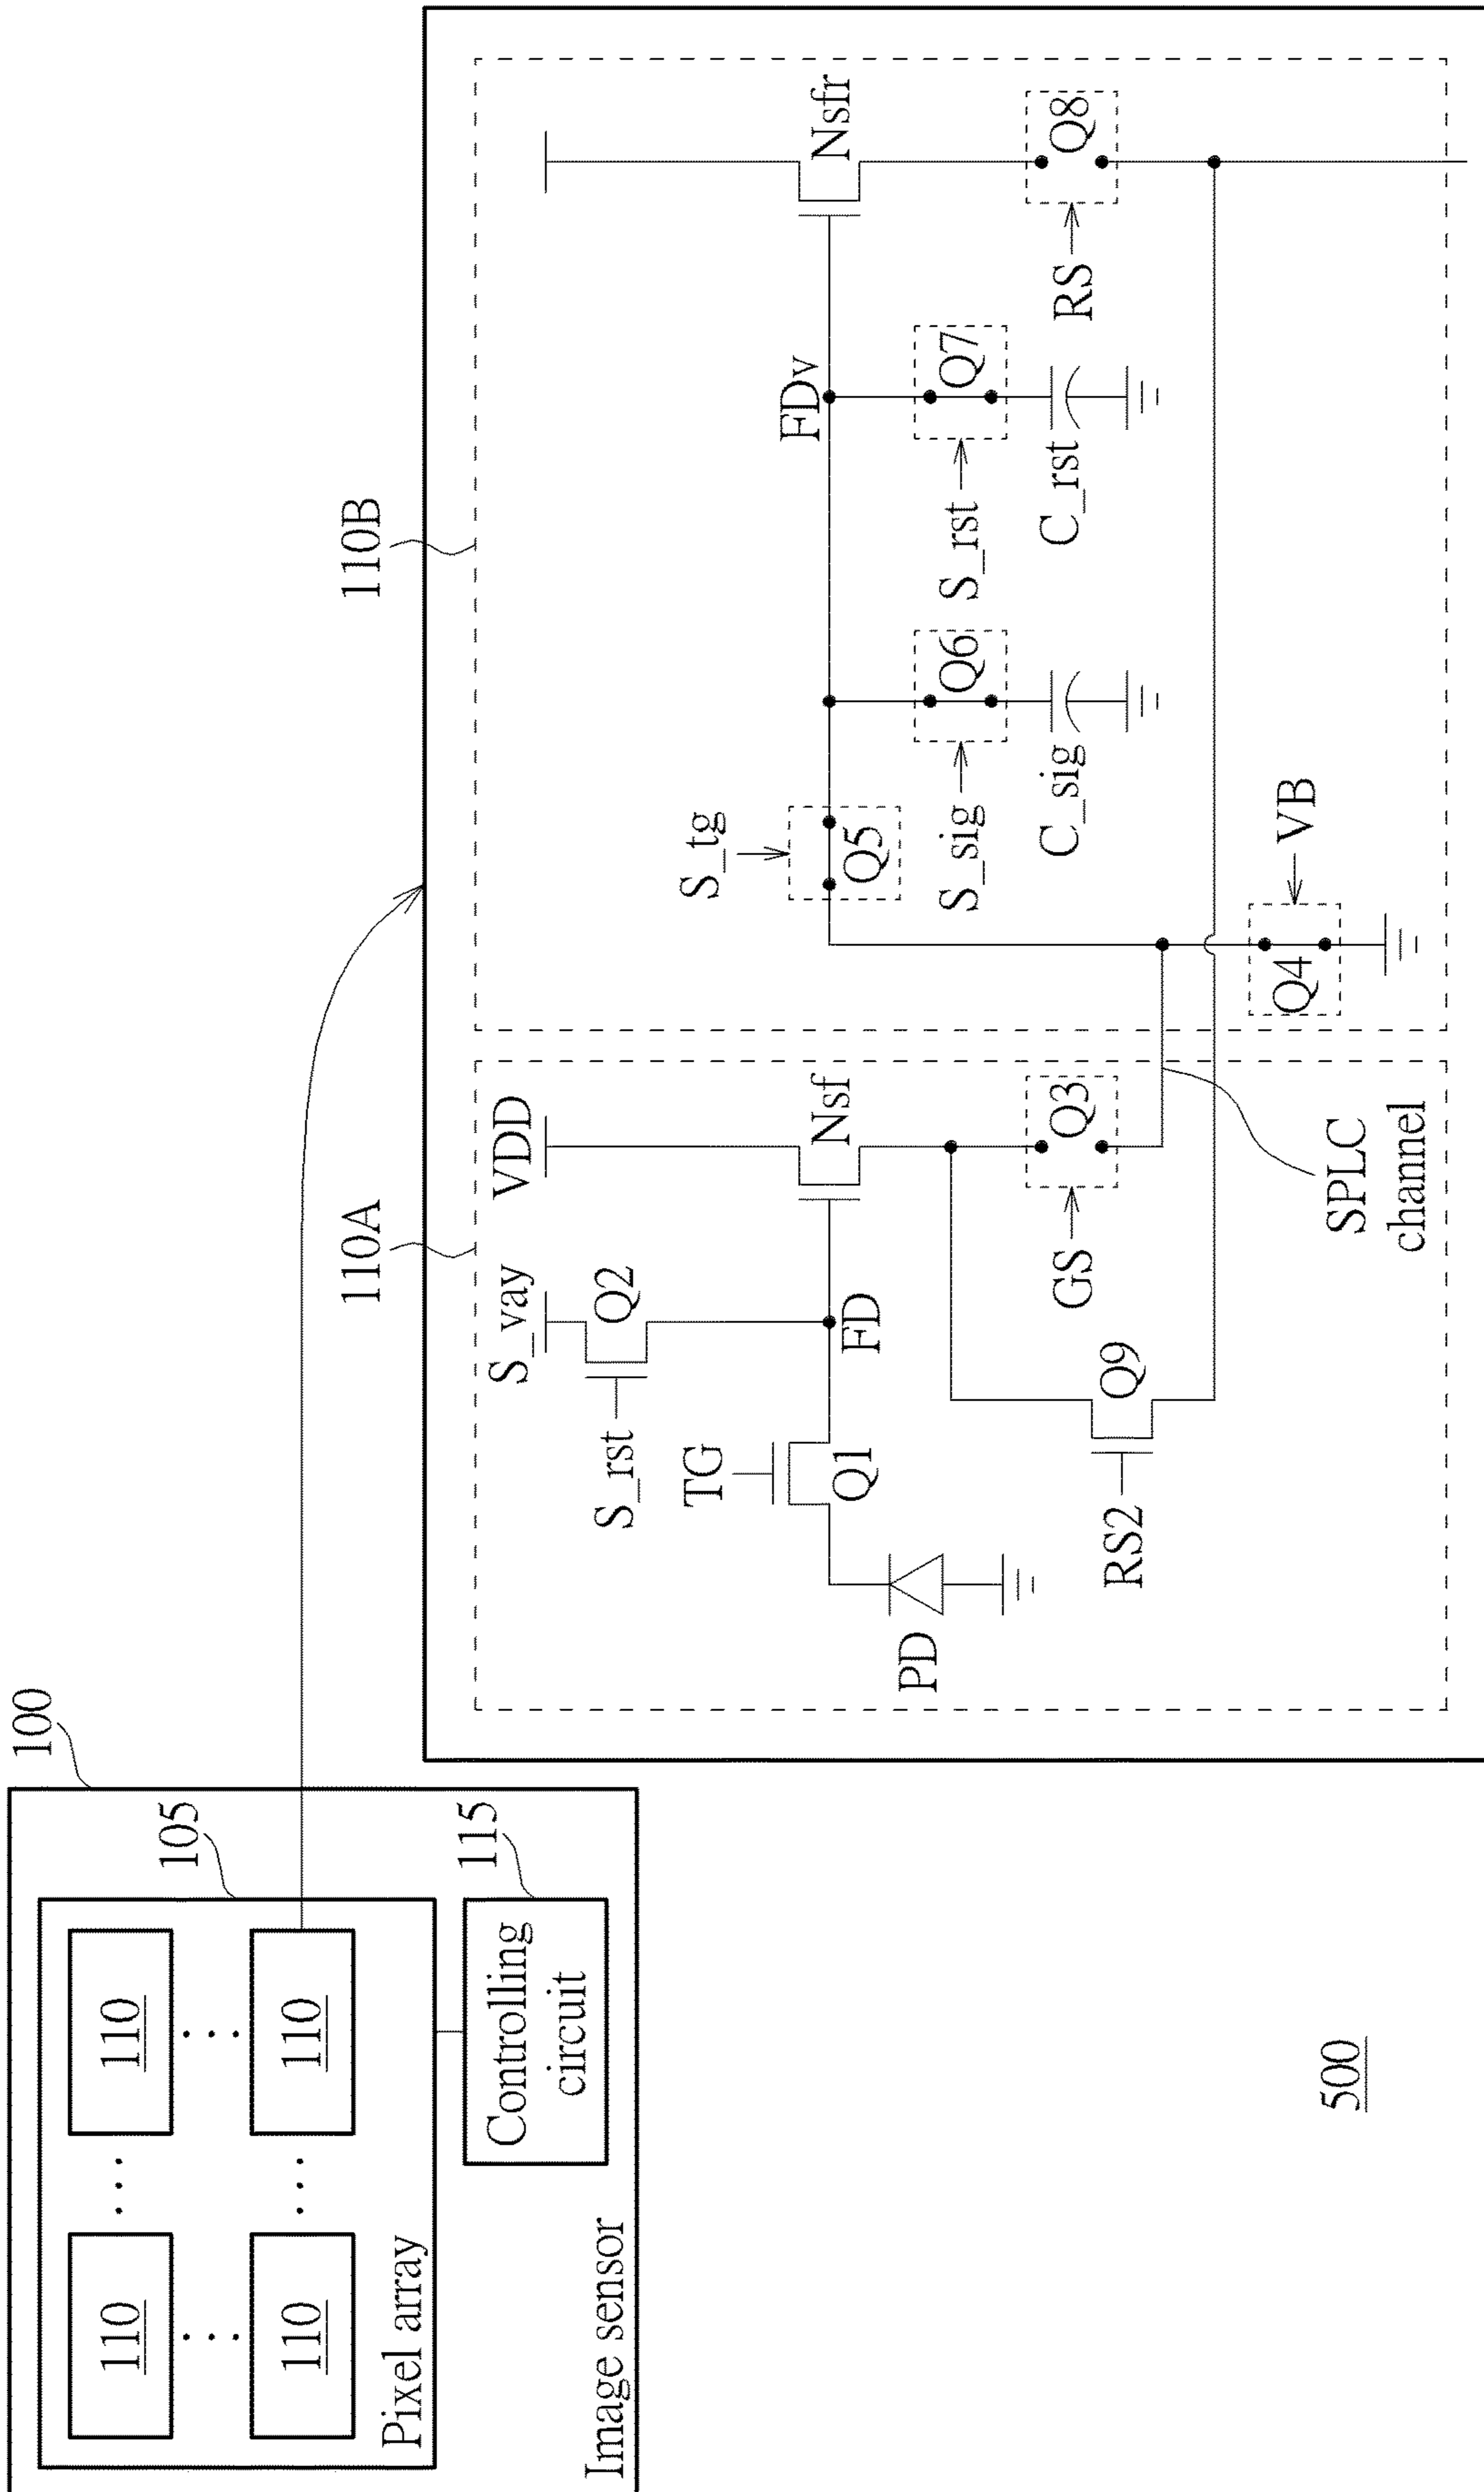 100
105
110
110
110
110
Pixel array
115
Controlling
circuit
Image sensor
500
110A
110B
S_vay
VDD
S_rst
Q2
TG
Q1
FD
Nsf
PD
RS2
Q9
GS
Q3
SPLC
channel
S_tg
Q5
FDv
Nsfr
S_sig
Q6
S_rst
Q7
C_sig
C_rst
RS
Q8
Q4
VB